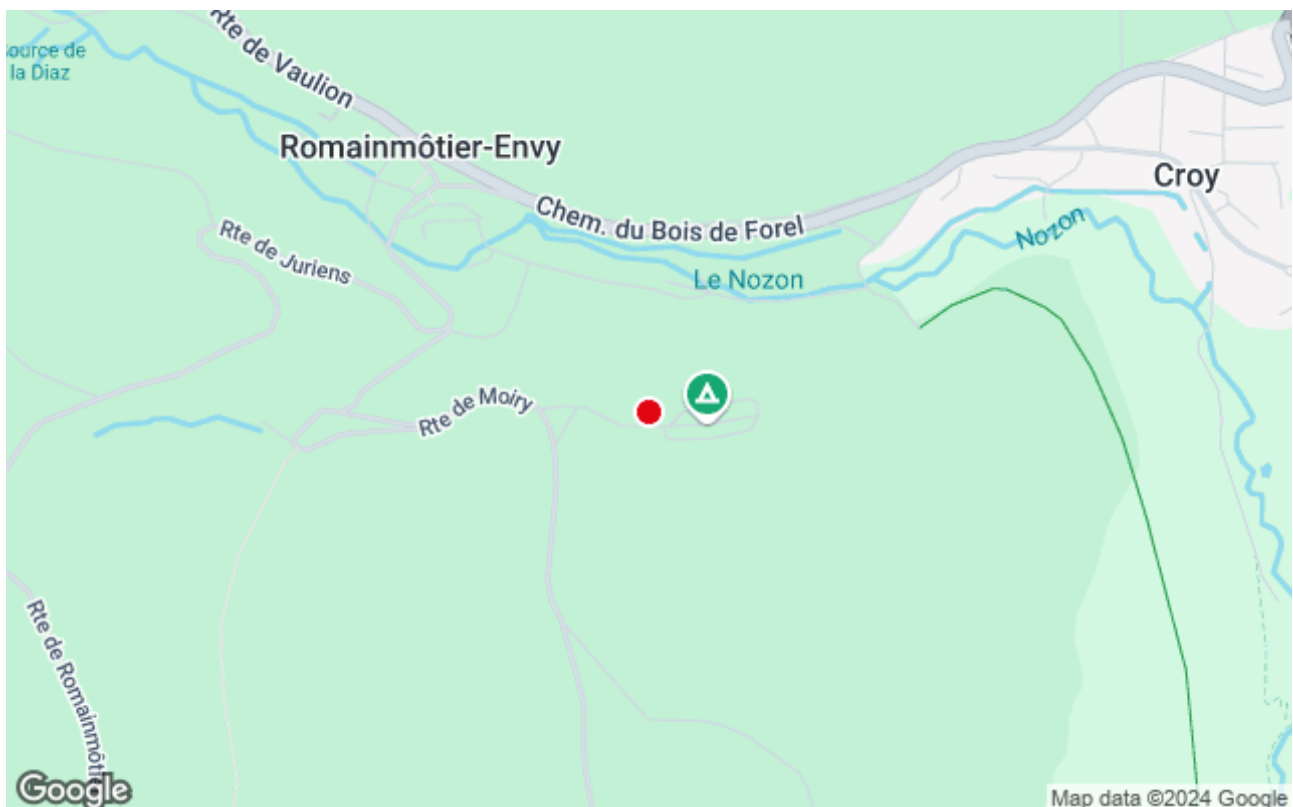 Rte de Vaulion
ource de
la Diaz
Romainmôtier-Envy
Croy
Chem. du Bois de Forel
Nozon
Rte de Juriens
Le Nozon
Rte de Moiry
Rte de Romainmôtie
Google
Map data ©2024 Google